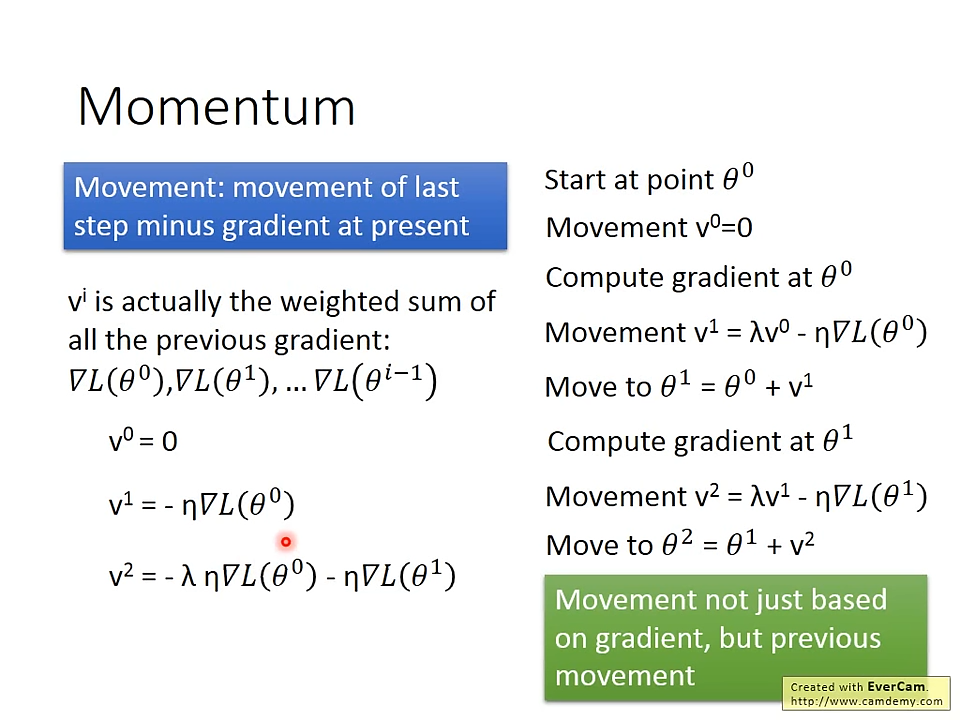 Momentum
Movement: movement of last
step minus gradient at present
vⁱ is actually the weighted sum of
all the previous gradient:
∇L(θ⁰),∇L(θ¹), … ∇L(θⁱ⁻¹)
v⁰ = 0
v¹ = - η∇L(θ⁰)
v² = - λ η∇L(θ⁰) - η∇L(θ¹)
Start at point θ⁰
Movement v⁰=0
Compute gradient at θ⁰
Movement v¹ = λv⁰ - η∇L(θ⁰)
Move to θ¹ = θ⁰ + v¹
Compute gradient at θ¹
Movement v² = λv¹ - η∇L(θ¹)
Move to θ² = θ¹ + v²
Movement not just based
on gradient, but previous
movement
Created with EverCam.
http://www.camdemy.com